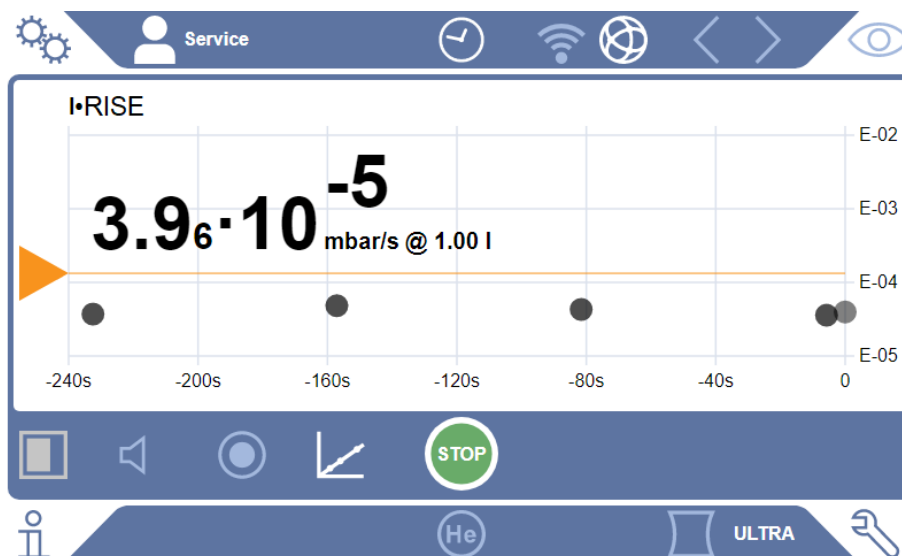 Service
I•RISE
E-02
3.96·10-5
mbar/s @ 1.00 l
E-03
E-04
E-05
-240s -200s -160s -120s -80s -40s 0
STOP
He
ULTRA